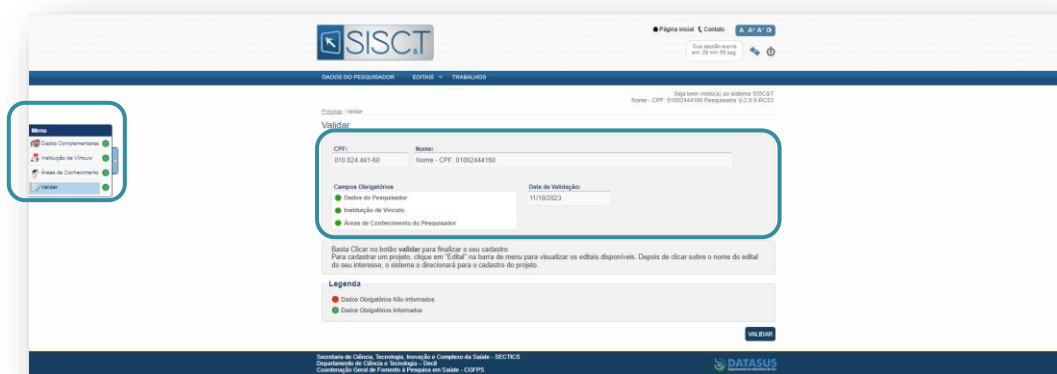 SISC&T
Página inicial Contato A A+ A-
Sua sessão expira
em: 29 min 59 seg.
DADOS DO PESQUISADOR EDITAIS TRABALHOS
Seja bem vindo(a) ao sistema SISC&T
Nome - CPF: 01002444160 Pesquisador V-2.6.9-RC53
Principal / Validar
Validar
Menu
Dados Complementares
Instituição de Vínculo
Áreas de Conhecimento
Validar
CPF: Nome:
010.024.441-60 Nome - CPF 01002444160
Campos Obrigatórios Data da Validação:
Dados do Pesquisador 11/10/2023
Instituição de Vínculo
Áreas de Conhecimento do Pesquisador
Basta Clicar no botão validar para finalizar o seu cadastro.
Para cadastrar um projeto, clique em "Edital" na barra de menu para visualizar os editais disponíveis. Depois de clicar sobre o nome do edital
do seu interesse, o sistema o direcionará para o cadastro do projeto.
Legenda
Dados Obrigatórios Não Informados
Dados Obrigatórios Informados
VALIDAR
Secretaria de Ciência, Tecnologia, Inovação e Complexo da Saúde - SECTICS
Departamento de Ciência e Tecnologia - Decit
Coordenação Geral de Fomento à Pesquisa em Saúde - CGFPS
DATASUS